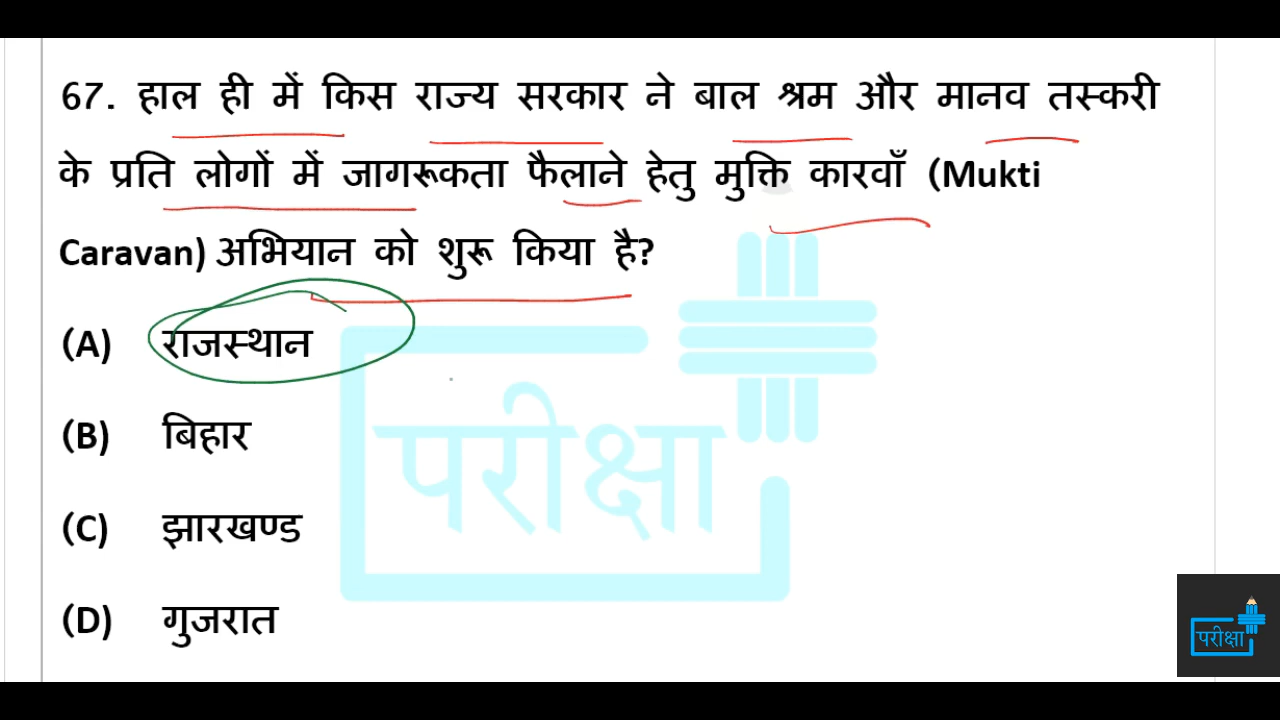 67. हाल ही में किस राज्य सरकार ने बाल श्रम और मानव तस्करी
के प्रति लोगों में जागरूकता फैलाने हेतु मुक्ति कारवाँ (Mukti
Caravan) अभियान को शुरू किया है?
(A) राजस्थान
(B) बिहार
(C) झारखण्ड
(D) गुजरात
परीक्षा
परीक्षा